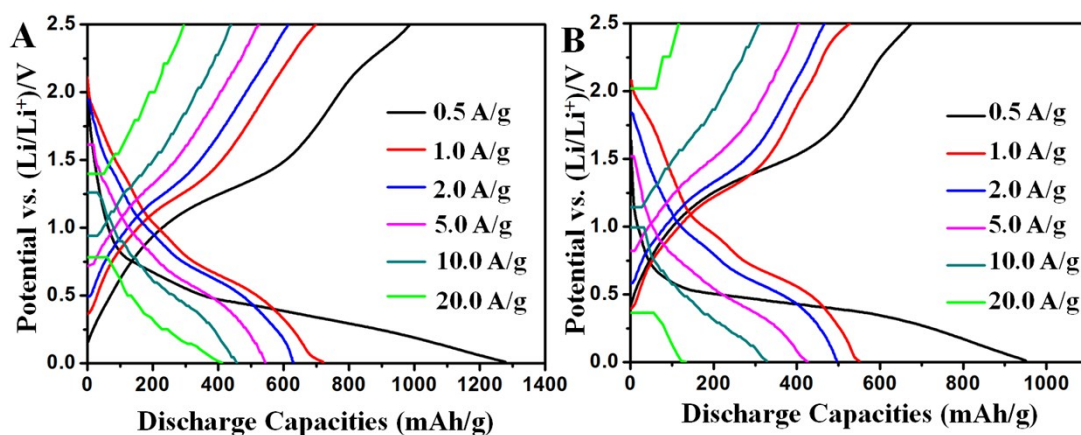 A
Potential vs. (Li/Li⁺)/V
2.5
2.0
1.5
1.0
0.5
0.0
0.5 A/g
1.0 A/g
2.0 A/g
5.0 A/g
10.0 A/g
20.0 A/g
0 200 400 600 800 1000 1200 1400
Discharge Capacities (mAh/g)
B
Potential vs. (Li/Li⁺)/V
2.5
2.0
1.5
1.0
0.5
0.0
0.5 A/g
1.0 A/g
2.0 A/g
5.0 A/g
10.0 A/g
20.0 A/g
0 200 400 600 800 1000
Discharge Capacities (mAh/g)